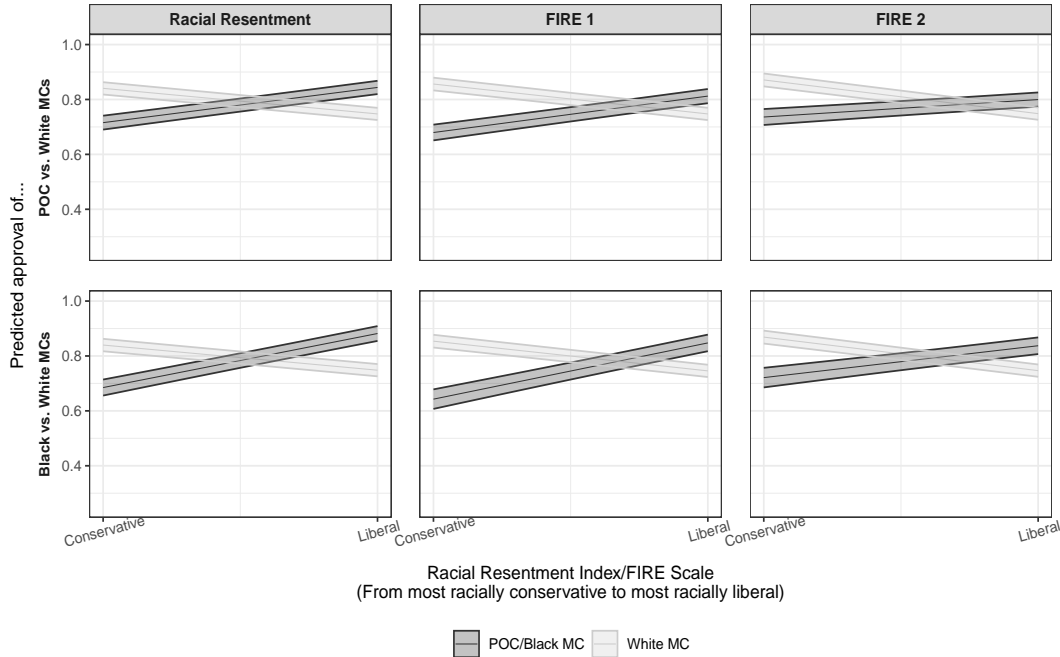 Racial Resentment
FIRE 1
FIRE 2
Predicted approval of...
POC vs. White MCs
1.0
0.8
0.6
0.4
Black vs. White MCs
1.0
0.8
0.6
0.4
Conservative
Liberal
Conservative
Liberal
Conservative
Liberal
Racial Resentment Index/FIRE Scale
(From most racially conservative to most racially liberal)
POC/Black MC
White MC